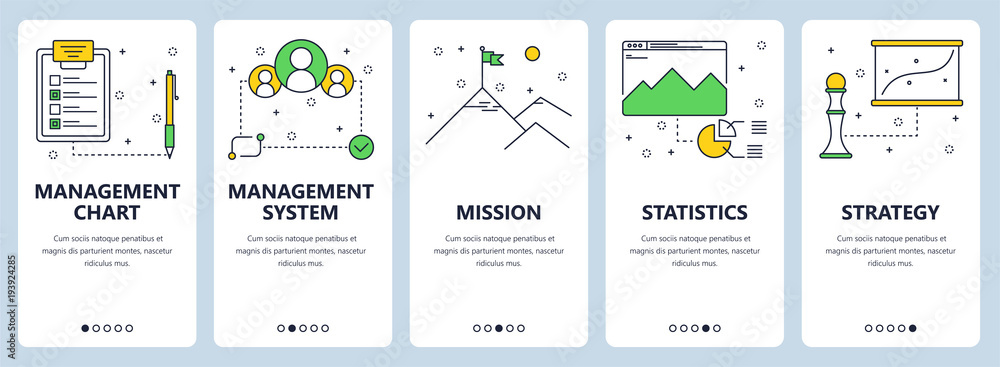 MANAGEMENT
CHART
Cum sociis natoque penatibus et
magnis dis parturient montes, nascetur
ridiculus mus.
MANAGEMENT
SYSTEM
Cum sociis natoque penatibus et
magnis dis parturient montes, nascetur
ridiculus mus.
MISSION
Cum sociis natoque penatibus et
magnis dis parturient montes, nascetur
ridiculus mus.
STATISTICS
Cum sociis natoque penatibus et
magnis dis parturient montes, nascetur
ridiculus mus.
STRATEGY
Cum sociis natoque penatibus et
magnis dis parturient montes, nascetur
ridiculus mus.
Adobe Stock | 193924285